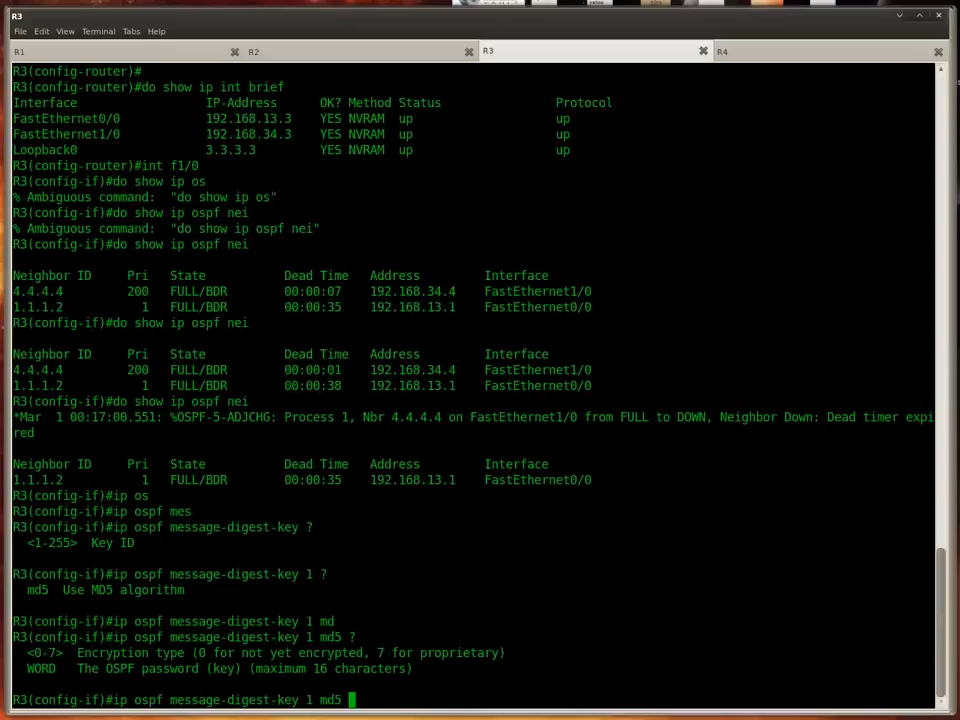 R3
File Edit View Terminal Tabs Help
R1 R2 R3 R4
R3(config-router)#
R3(config-router)#do show ip int brief
Interface IP-Address OK? Method Status Protocol
FastEthernet0/0 192.168.13.3 YES NVRAM up up
FastEthernet1/0 192.168.34.3 YES NVRAM up up
Loopback0 3.3.3.3 YES NVRAM up up
R3(config-router)#int f1/0
R3(config-if)#do show ip os
% Ambiguous command:  "do show ip os"
R3(config-if)#do show ip ospf nei
% Ambiguous command:  "do show ip ospf nei"
R3(config-if)#do show ip ospf nei
Neighbor ID Pri State Dead Time Address Interface
4.4.4.4 200 FULL/BDR 00:00:07 192.168.34.4 FastEthernet1/0
1.1.1.2 1 FULL/BDR 00:00:35 192.168.13.1 FastEthernet0/0
R3(config-if)#do show ip ospf nei
Neighbor ID Pri State Dead Time Address Interface
4.4.4.4 200 FULL/BDR 00:00:01 192.168.34.4 FastEthernet1/0
1.1.1.2 1 FULL/BDR 00:00:38 192.168.13.1 FastEthernet0/0
R3(config-if)#do show ip ospf nei
*Mar  1 00:17:00.551: %OSPF-5-ADJCHG: Process 1, Nbr 4.4.4.4 on FastEthernet1/0 from FULL to DOWN, Neighbor Down: Dead timer expi
red
Neighbor ID Pri State Dead Time Address Interface
1.1.1.2 1 FULL/BDR 00:00:35 192.168.13.1 FastEthernet0/0
R3(config-if)#ip os
R3(config-if)#ip ospf mes
R3(config-if)#ip ospf message-digest-key ?
<1-255>  Key ID
R3(config-if)#ip ospf message-digest-key 1 ?
md5  Use MD5 algorithm
R3(config-if)#ip ospf message-digest-key 1 md
R3(config-if)#ip ospf message-digest-key 1 md5 ?
<0-7>  Encryption type (0 for not yet encrypted, 7 for proprietary)
WORD   The OSPF password (key) (maximum 16 characters)
R3(config-if)#ip ospf message-digest-key 1 md5